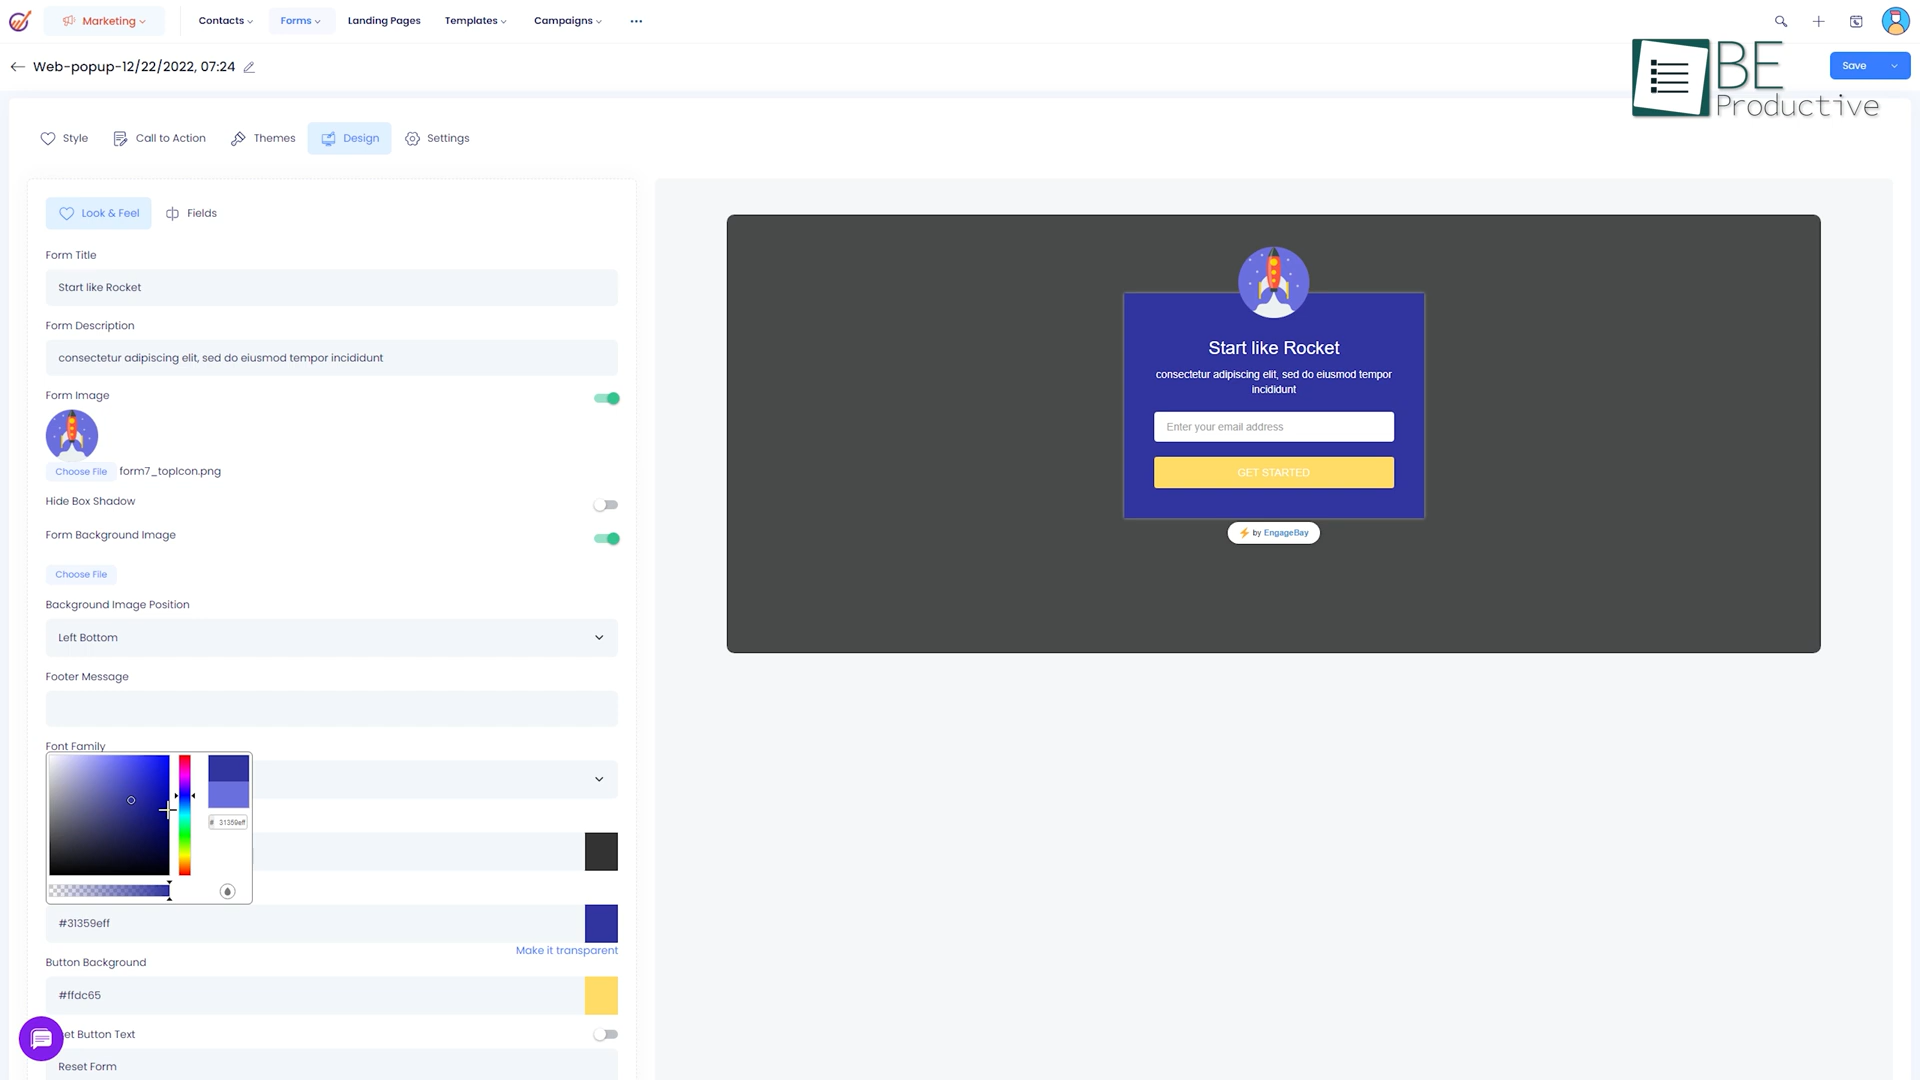 Marketing
Contacts
Forms
Landing Pages
Templates
Campaigns
Web-popup-12/22/2022, 07:24
Save
BE
Productive
Style
Call to Action
Themes
Design
Settings
Look & Feel
Fields
Form Title
Start like Rocket
Form Description
consectetur adipiscing elit, sed do eiusmod tempor incididunt
Form Image
Choose File
form7_topIcon.png
Hide Box Shadow
Form Background Image
Choose File
Background Image Position
Left Bottom
Footer Message
Font Family
# 31359eff
#31359eff
Make it transparent
Button Background
#ffdc65
et Button Text
Reset Form
Start like Rocket
consectetur adipiscing elit, sed do eiusmod tempor
incididunt
Enter your email address
GET STARTED
by EngageBay